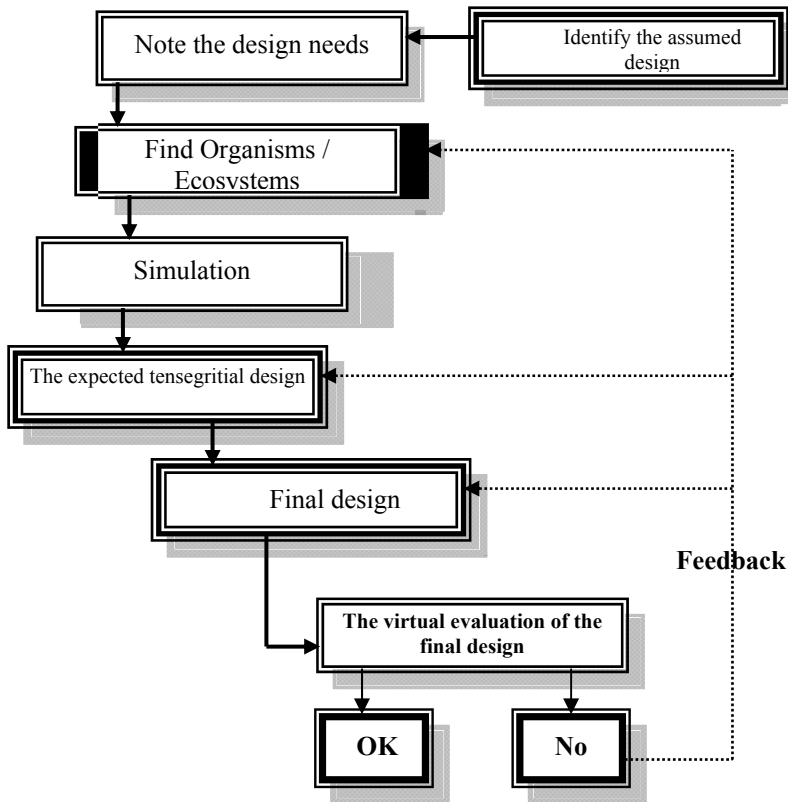 Note the design needs
Identify the assumed
design
Find Organisms /
Ecosystems
Simulation
The expected tensegritial design
Final design
Feedback
The virtual evaluation of the
final design
OK
No